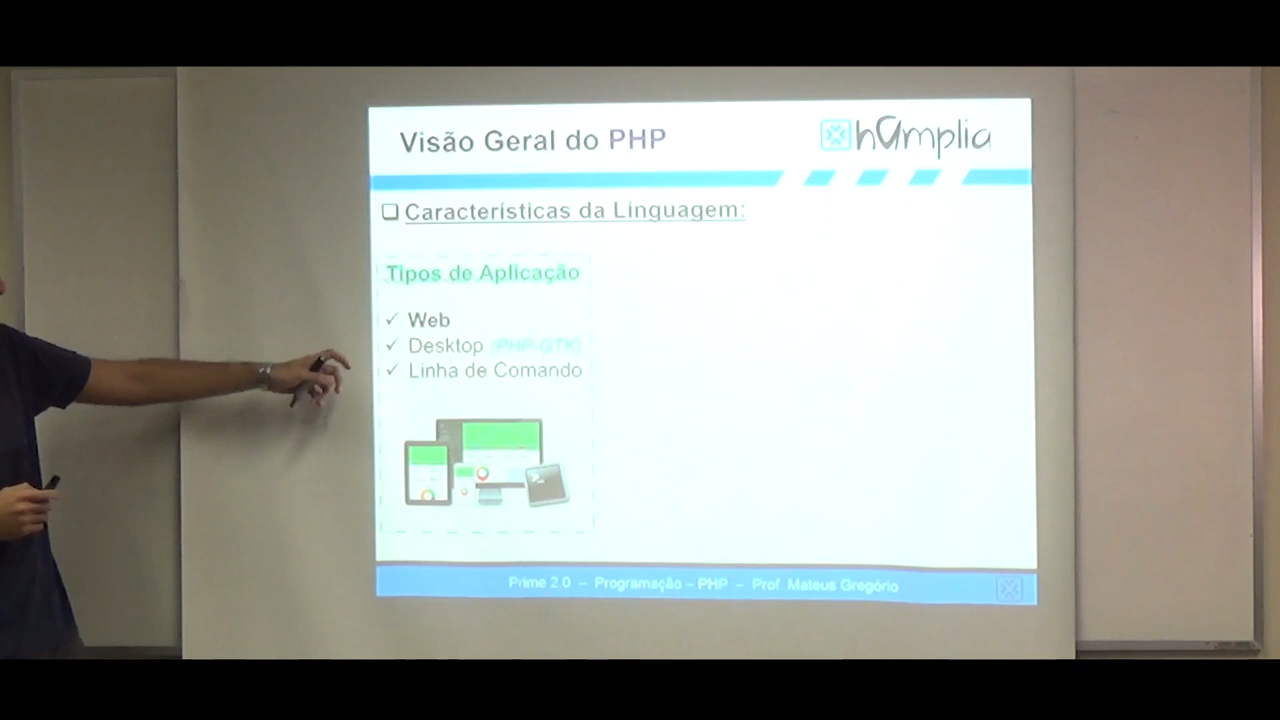 Visão Geral do PHP
hamplia
Características da Linguagem:
Tipos de Aplicação
✓ Web
✓ Desktop (PHP-GTK)
✓ Linha de Comando
Prime 2.0 – Programação – PHP – Prof. Mateus Gregório